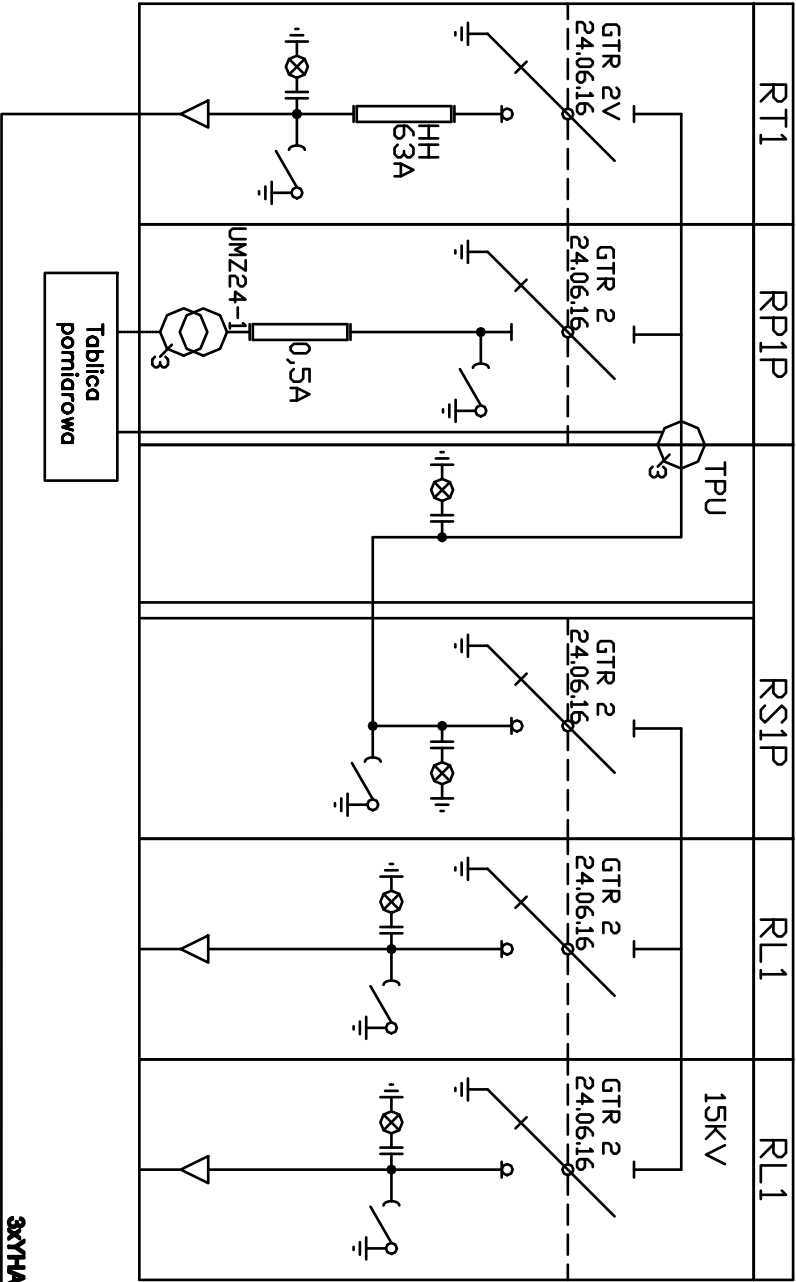 RT1
RP1P
RS1P
RL1
RL1
GTR 2V
24.06.16
GTR 2
24.06.16
TPU
3
GTR 2
24.06.16
GTR 2
24.06.16
15KV
GTR 2
24.06.16
HH
63A
UMZ24-1
0,5A
3
Tablica
pomiarowa
3xYHA